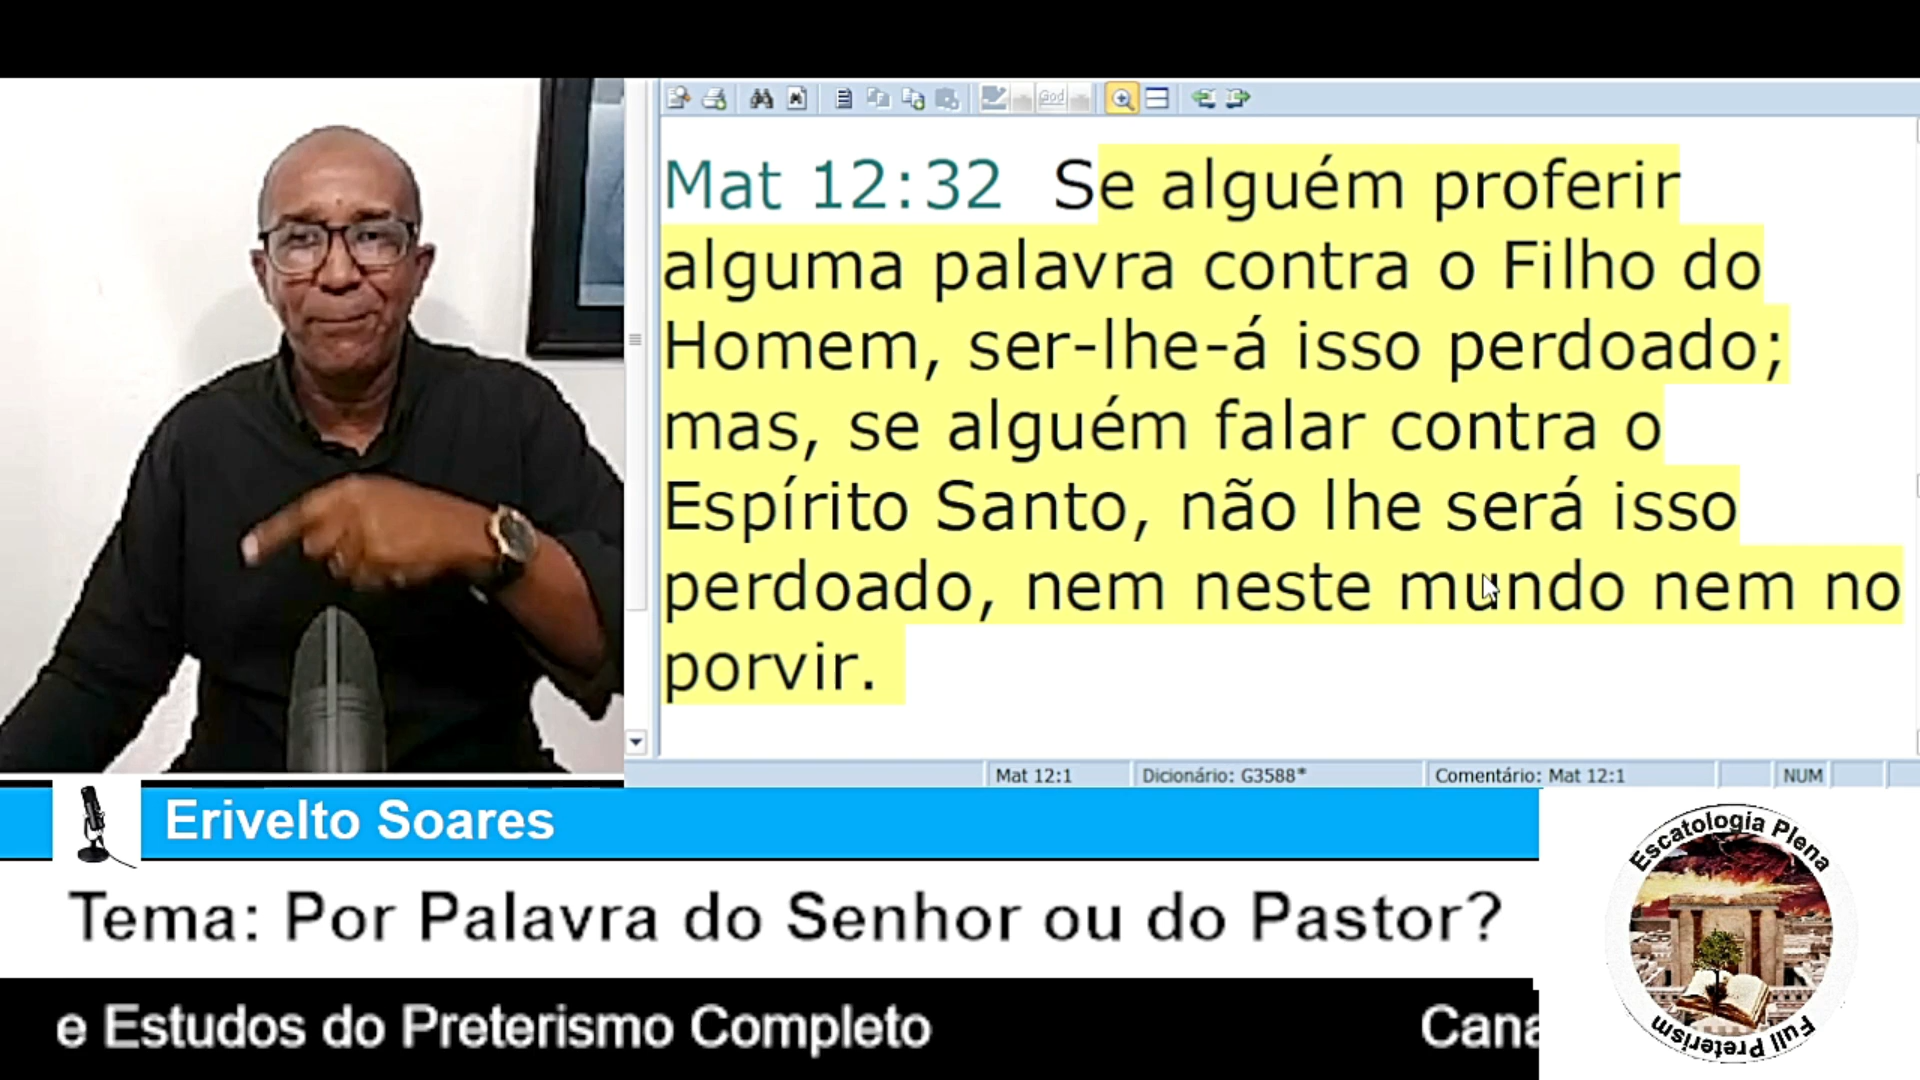 God
Mat 12:32 Se alguém proferir
alguma palavra contra o Filho do
Homem, ser-lhe-á isso perdoado;
mas, se alguém falar contra o
Espírito Santo, não lhe será isso
perdoado, nem neste mundo nem no
porvir.
Mat 12:1 Dicionário: G3588* Comentário: Mat 12:1 NUM
Erivelto Soares
Tema: Por Palavra do Senhor ou do Pastor?
e Estudos do Preterismo Completo Cana
Escatologia Plena
Full Preterism